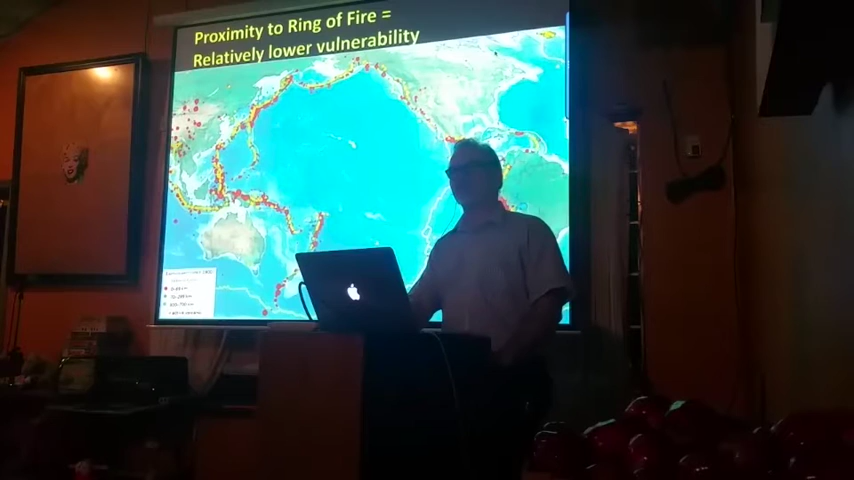 Proximity to Ring of Fire =
Relatively lower vulnerability